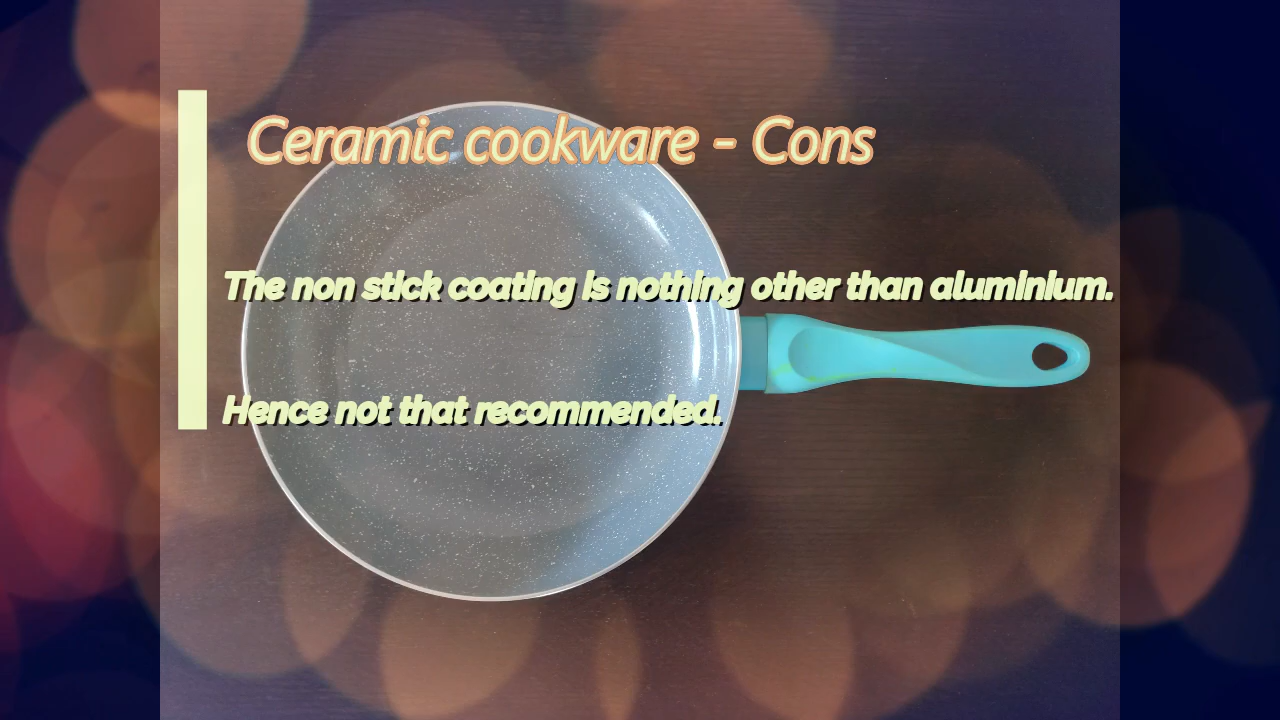 Ceramic cookware - Cons
The non stick coating is nothing other than aluminium.
Hence not that recommended.